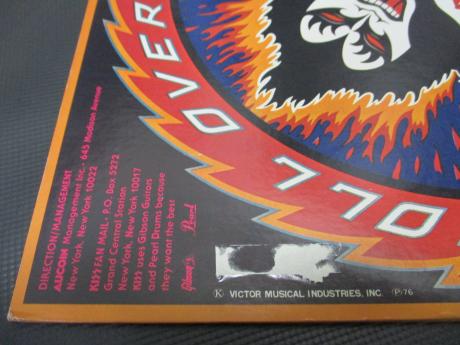 OVER
OLL
DIRECTION/MANAGEMENT
AUCOIN Management Inc. · 645 Madison Avenue
New York, New York 10022
KISS FAN MAIL · P.O. Box 5272
Grand Central Station
New York, New York 10017
KISS uses Gibson Guitars
and Pearl Drums because
they want the best
Gibson
Pearl
Ⓚ VICTOR MUSICAL INDUSTRIES, INC. Ⓟ'76